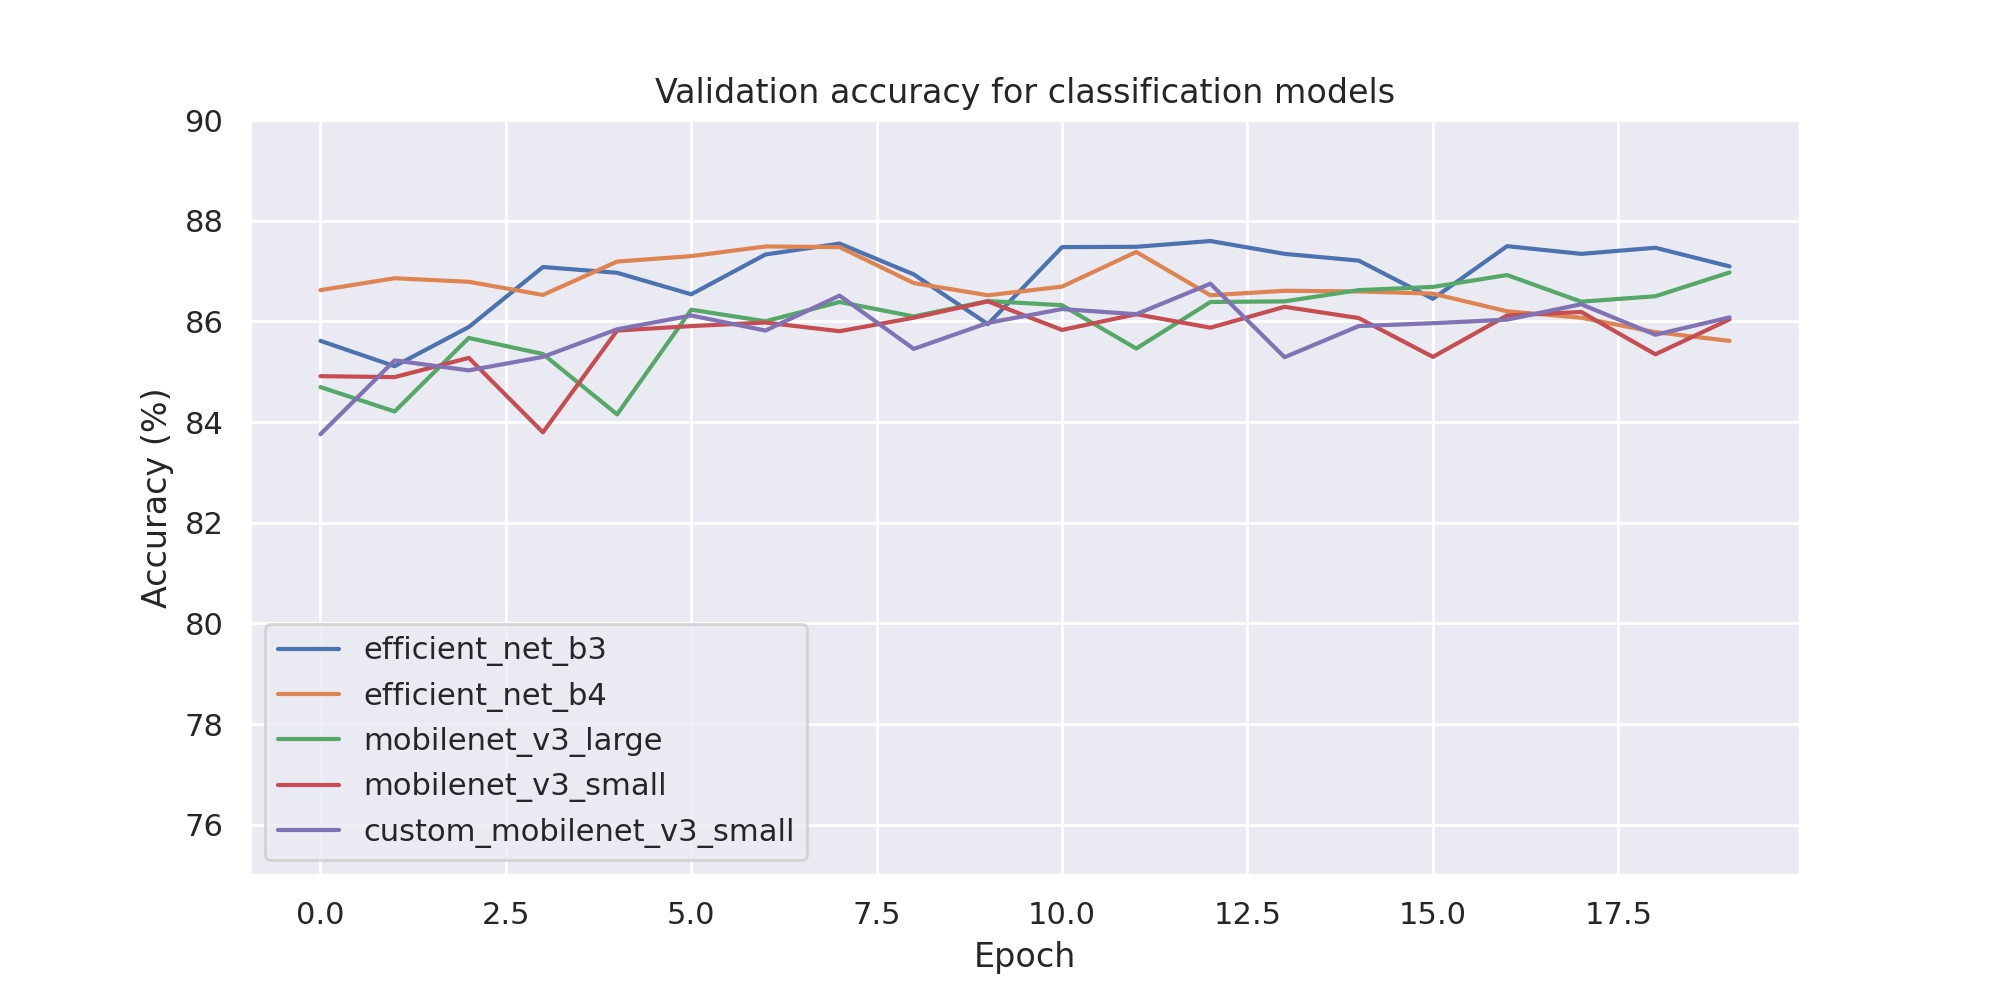 Validation accuracy for classification models
90
88
86
84
82
80
78
76
Accuracy (%)
efficient_net_b3
efficient_net_b4
mobilenet_v3_large
mobilenet_v3_small
custom_mobilenet_v3_small
0.0 2.5 5.0 7.5 10.0 12.5 15.0 17.5
Epoch